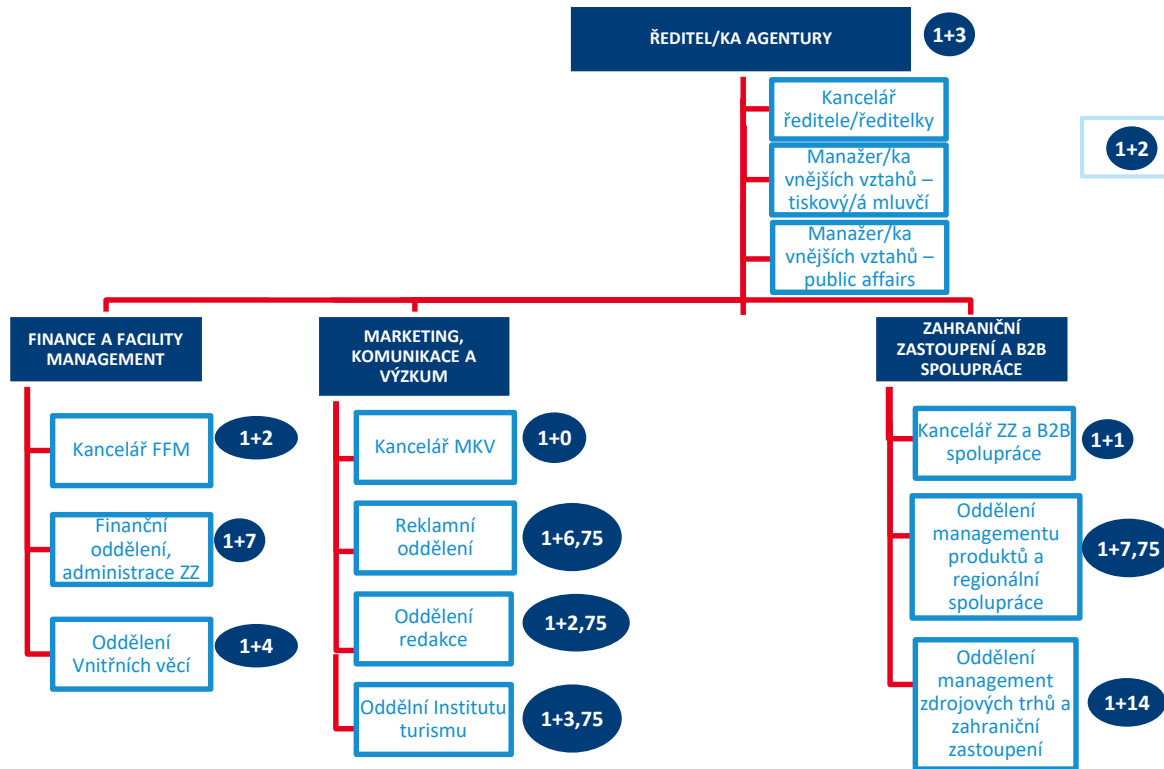 ŘEDITEL/KA AGENTURY
1+3
Kancelář
ředitele/ředitelky
Manažer/ka
vnějších vztahů –
tiskový/á mluvčí
Manažer/ka
vnějších vztahů –
public affairs
1+2
FINANCE A FACILITY
MANAGEMENT
Kancelář FFM
1+2
Finanční
oddělení,
administrace ZZ
1+7
Oddělení
Vnitřních věcí
1+4
MARKETING,
KOMUNIKACE A
VÝZKUM
Kancelář MKV
1+0
Reklamní
oddělení
1+6,75
Oddělení
redakce
1+2,75
Oddělní Institutu
turismu
1+3,75
ZAHRANIČNÍ
ZASTOUPENÍ A B2B
SPOLUPRÁCE
Kancelář ZZ a B2B
spolupráce
1+1
Oddělení
managementu
produktů a
regionální
spolupráce
1+7,75
Oddělení
management
zdrojových trhů a
zahraniční
zastoupení
1+14